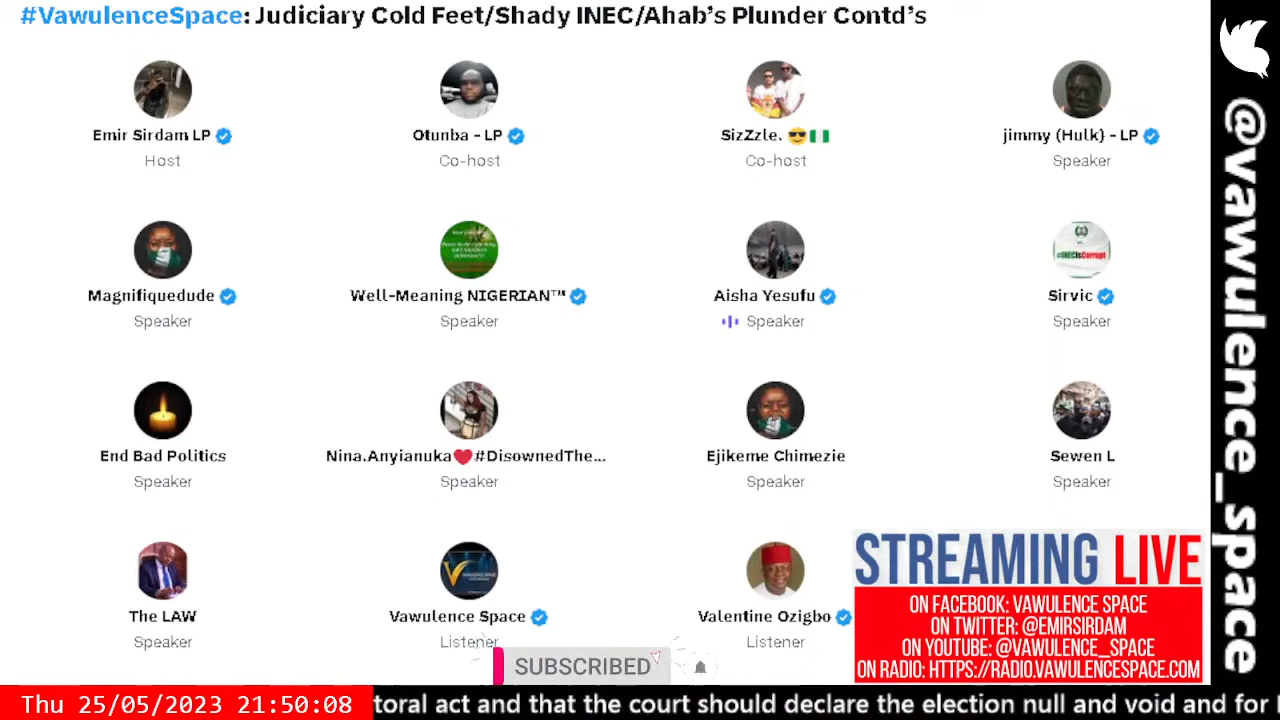 #VawulenceSpace: Judiciary Cold Feet/Shady INEC/Ahab's Plunder Contd's
Emir Sirdam LP
Host
Otunba - LP
Co-host
SizZzle. 😎🇳🇬
Co-host
jimmy (Hulk) - LP
Speaker
Magnifiquedude
Speaker
Well-Meaning NIGERIAN™
Speaker
Aisha Yesufu
Speaker
#INECIsCorrupt
Sirvic
Speaker
End Bad Politics
Speaker
Nina.Anyianuka❤️#DisownedThe...
Speaker
Ejikeme Chimezie
Speaker
Sewen L
Speaker
The LAW
Speaker
Vawulence Space
Listener
Valentine Ozigbo
Listener
STREAMING LIVE
ON FACEBOOK: VAWULENCE SPACE
ON TWITTER: @EMIRSIRDAM
ON YOUTUBE: @VAWULENCE_SPACE
ON RADIO: HTTPS://RADIO.VAWULENCESPACE.COM
SUBSCRIBED
@vawulence_space
Thu 25/05/2023 21:50:08
toral act and that the court should declare the election null and void and for